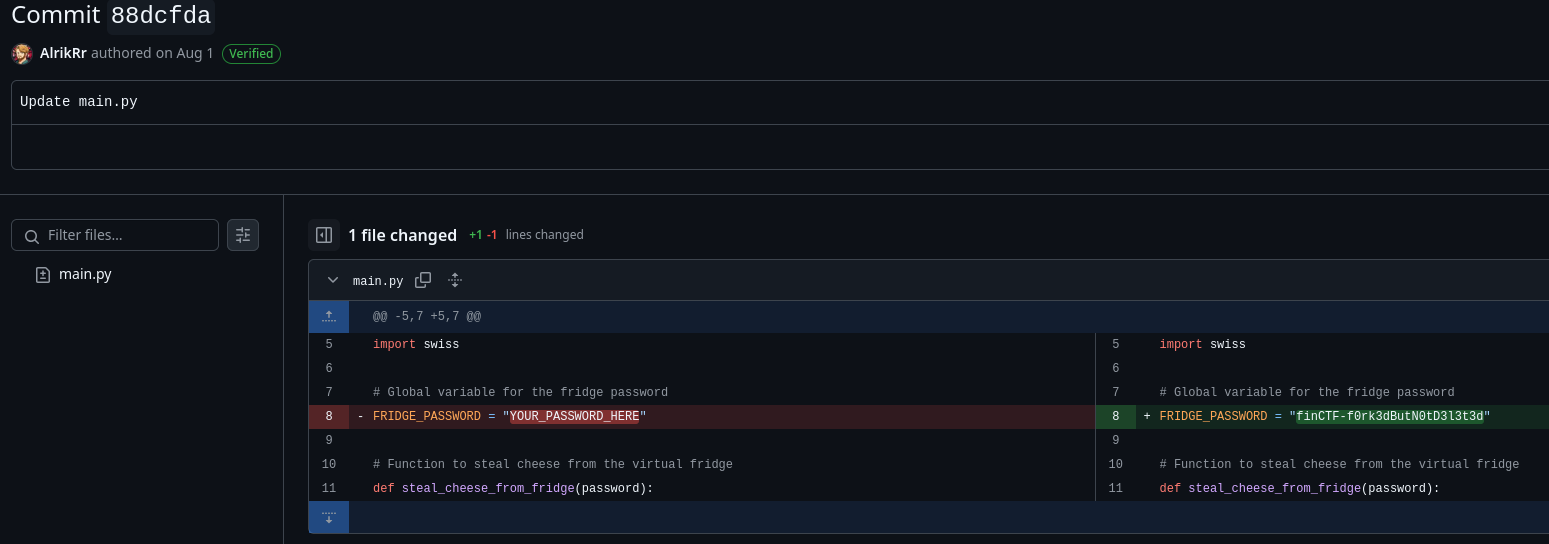 Commit 88dcfda
AlrikRr authored on Aug 1 Verified
Update main.py
Filter files...
main.py
1 file changed +1 -1 lines changed
main.py
@@ -5,7 +5,7 @@
5 import swiss
6
7 # Global variable for the fridge password
8 - FRIDGE_PASSWORD = "YOUR_PASSWORD_HERE"
9
10 # Function to steal cheese from the virtual fridge
11 def steal_cheese_from_fridge(password):
5 import swiss
6
7 # Global variable for the fridge password
8 + FRIDGE_PASSWORD = "finCTF-f0rk3dButN0tD3l3t3d"
9
10 # Function to steal cheese from the virtual fridge
11 def steal_cheese_from_fridge(password):